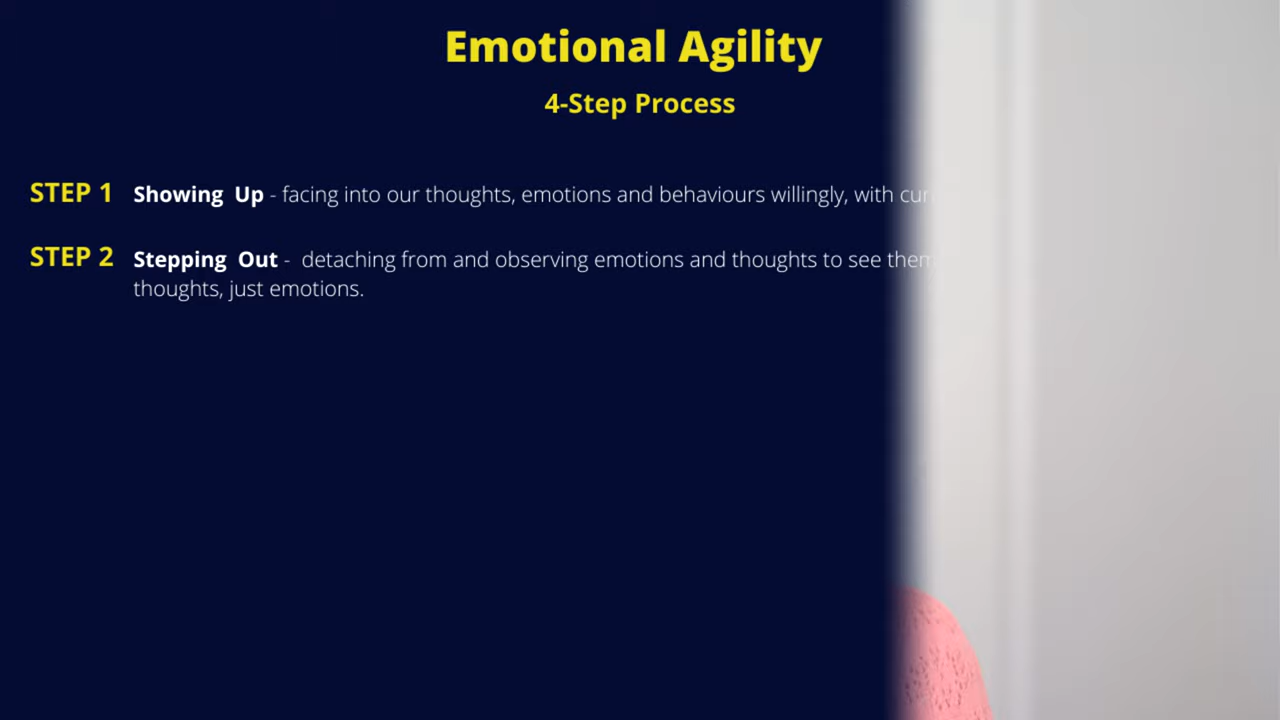 Emotional Agility
4-Step Process
STEP 1 Showing Up - facing into our thoughts, emotions and behaviours willingly, with
STEP 2 Stepping Out - detaching from and observing emotions and thoughts to see
thoughts, just emotions.